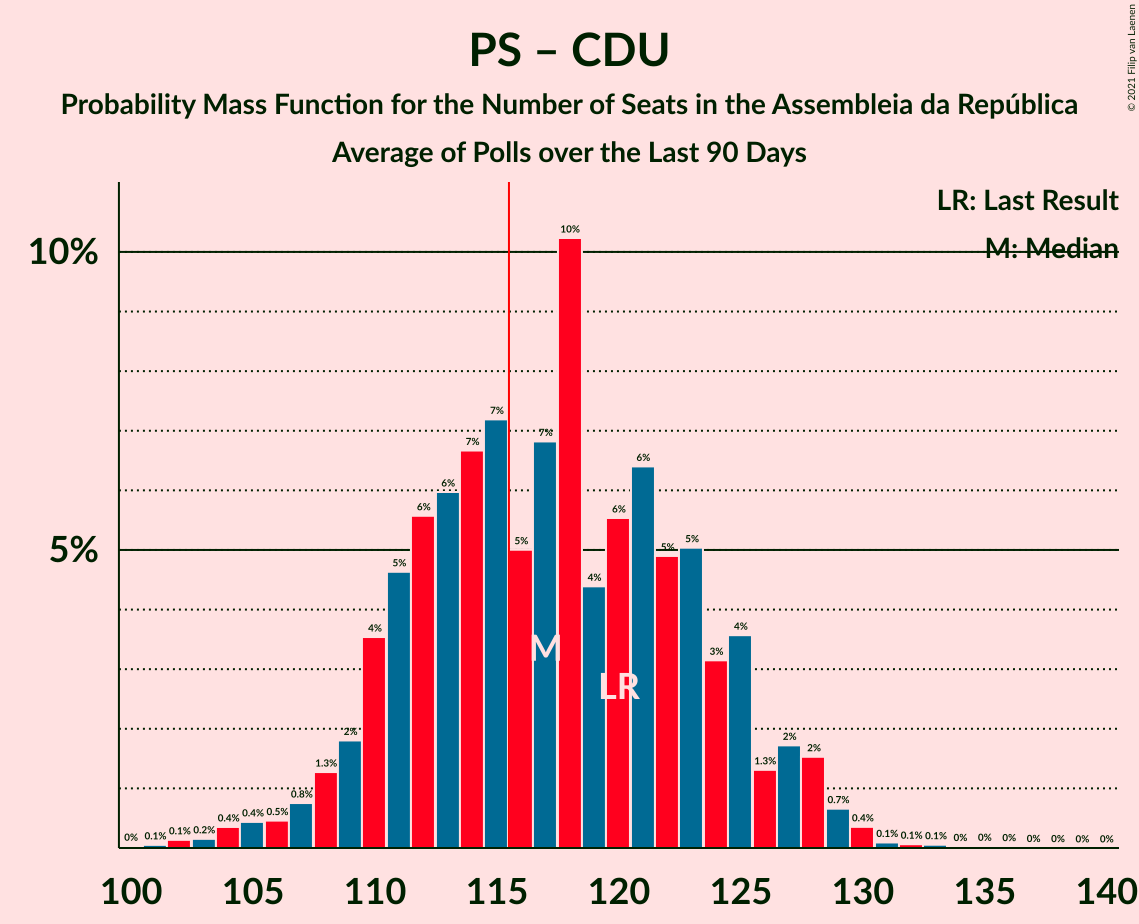 PS – CDU
Probability Mass Function for the Number of Seats in the Assembleia da República
Average of Polls over the Last 90 Days
© 2021 Filip van Laenen
LR: Last Result
M: Median
10%
5%
0% 0.1% 0.1% 0.2% 0.4% 0.4% 0.5% 0.8% 1.3% 2% 4% 5% 6% 6% 7% 7% 5% 7% 10% 4% 6% 6% 5% 5% 3% 4% 1.3% 2% 2% 0.7% 0.4% 0.1% 0.1% 0.1% 0% 0% 0% 0% 0% 0% 0%
M
LR
100 105 110 115 120 125 130 135 140